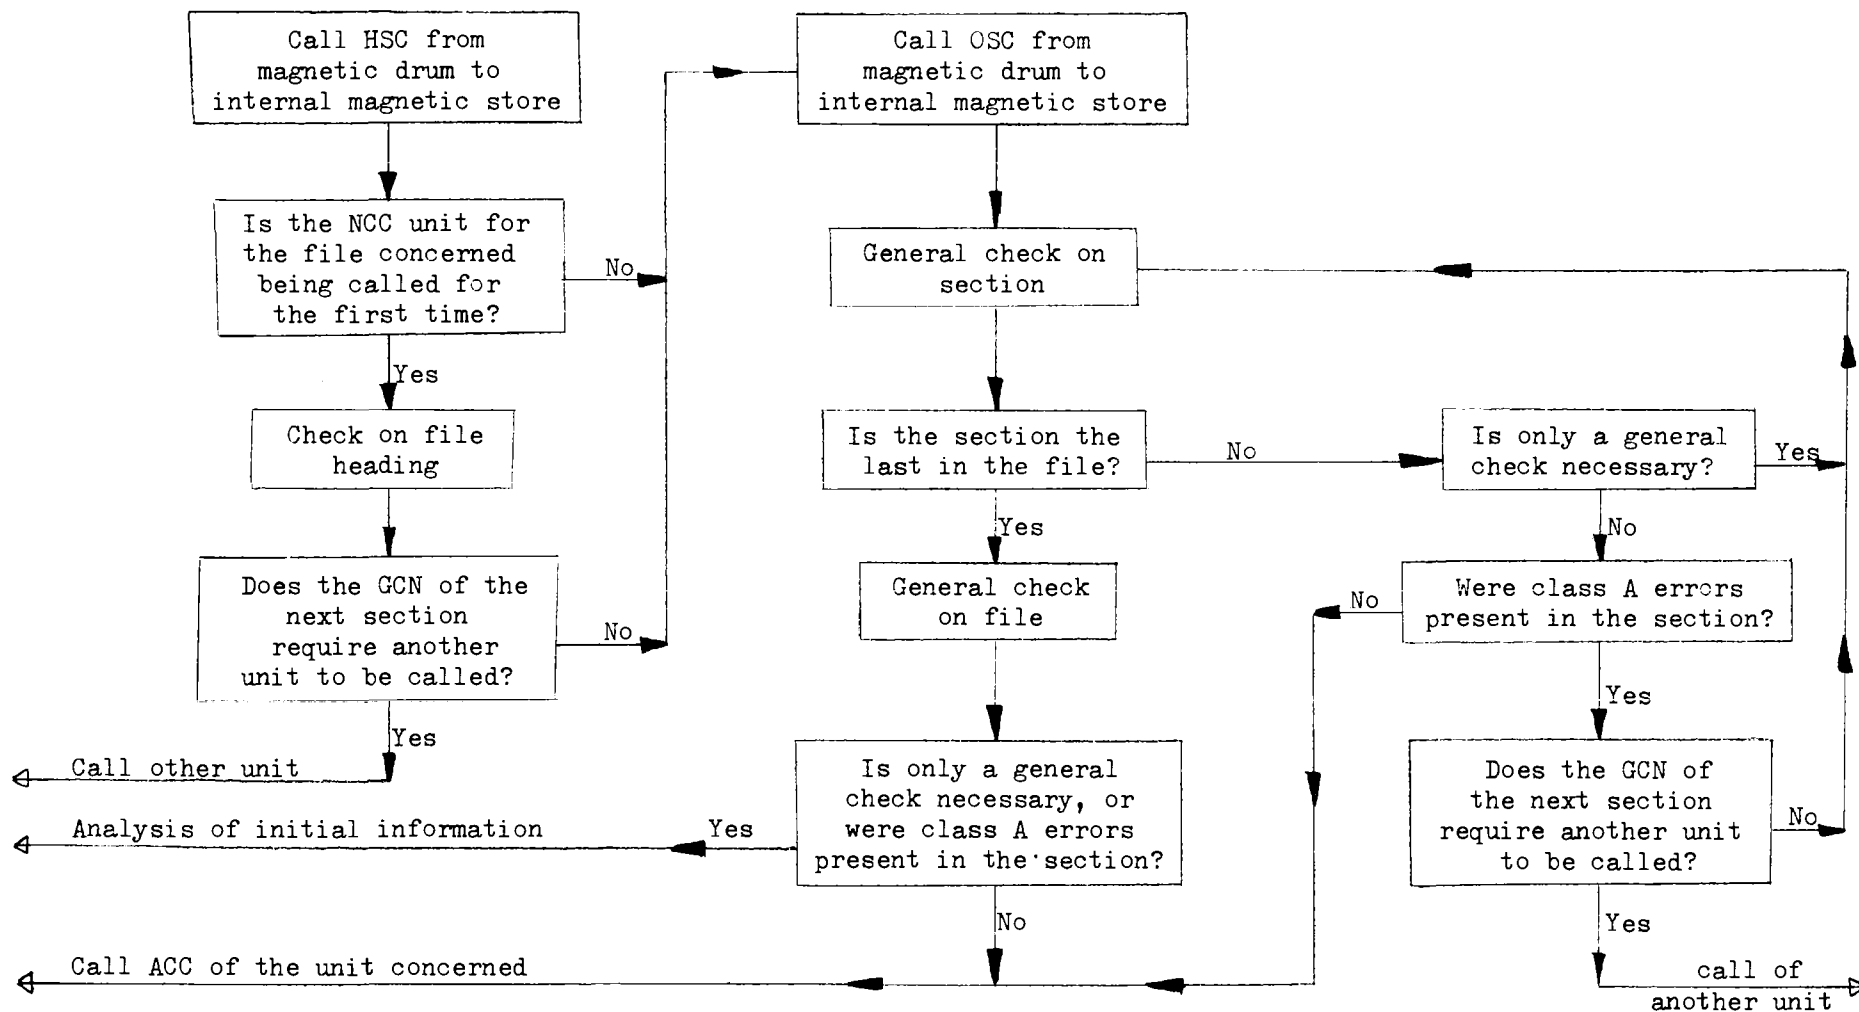 Call HSC from
magnetic drum to
internal magnetic store
Is the NCC unit for
the file concerned
being called for
the first time?
No
Yes
Check on file
heading
Does the GCN of the
next section
require another
unit to be called?
No
Yes
Call other unit
Call OSC from
magnetic drum to
internal magnetic store
General check on
section
Is the section the
last in the file?
No
Yes
General check
on file
Is only a general
check necessary, or
were class A errors
present in the section?
Yes
Analysis of initial information
No
Call ACC of the unit concerned
Is only a general
check necessary?
Yes
No
Were class A errors
present in the section?
No
Yes
Does the GCN of
the next section
require another unit
to be called?
No
Yes
call of
another unit